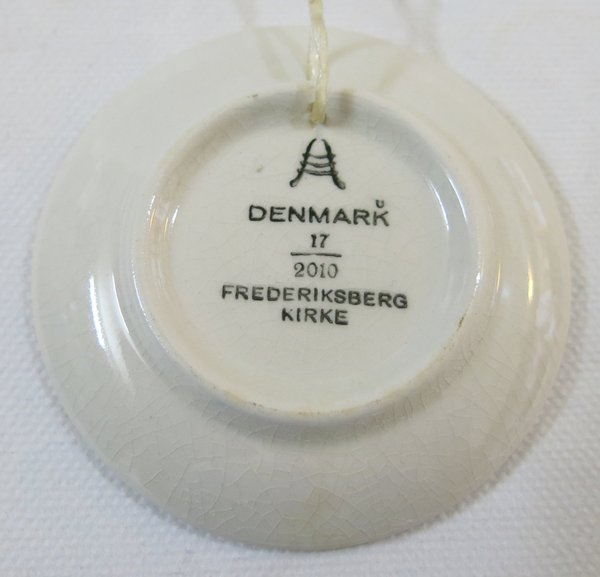 DENMARK U
17
2010
FREDERIKSBERG
KIRKE